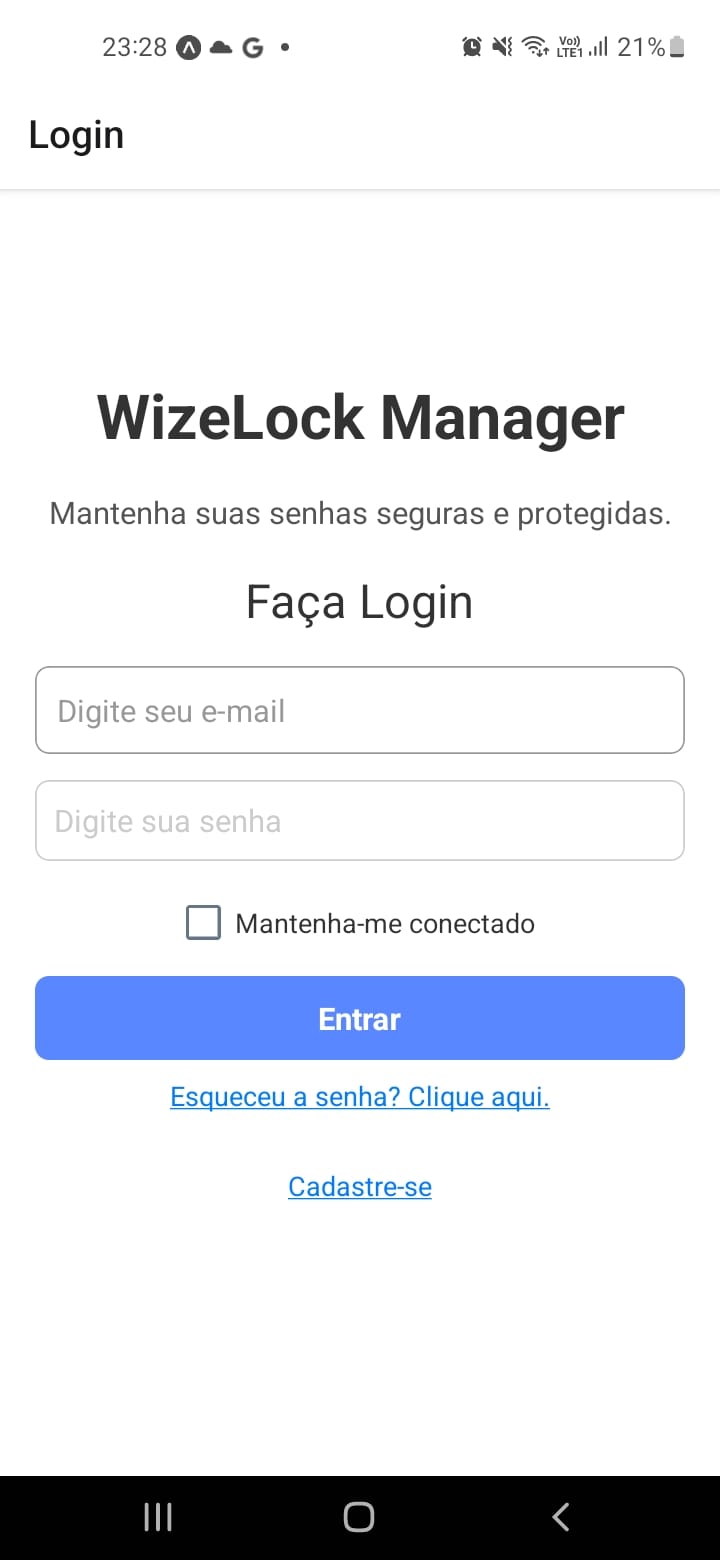 23:28 G 21%
Vo))
LTE1
Login
WizeLock Manager
Mantenha suas senhas seguras e protegidas.
Faça Login
Digite seu e-mail
Digite sua senha
Mantenha-me conectado
Entrar
Esqueceu a senha? Clique aqui.
Cadastre-se